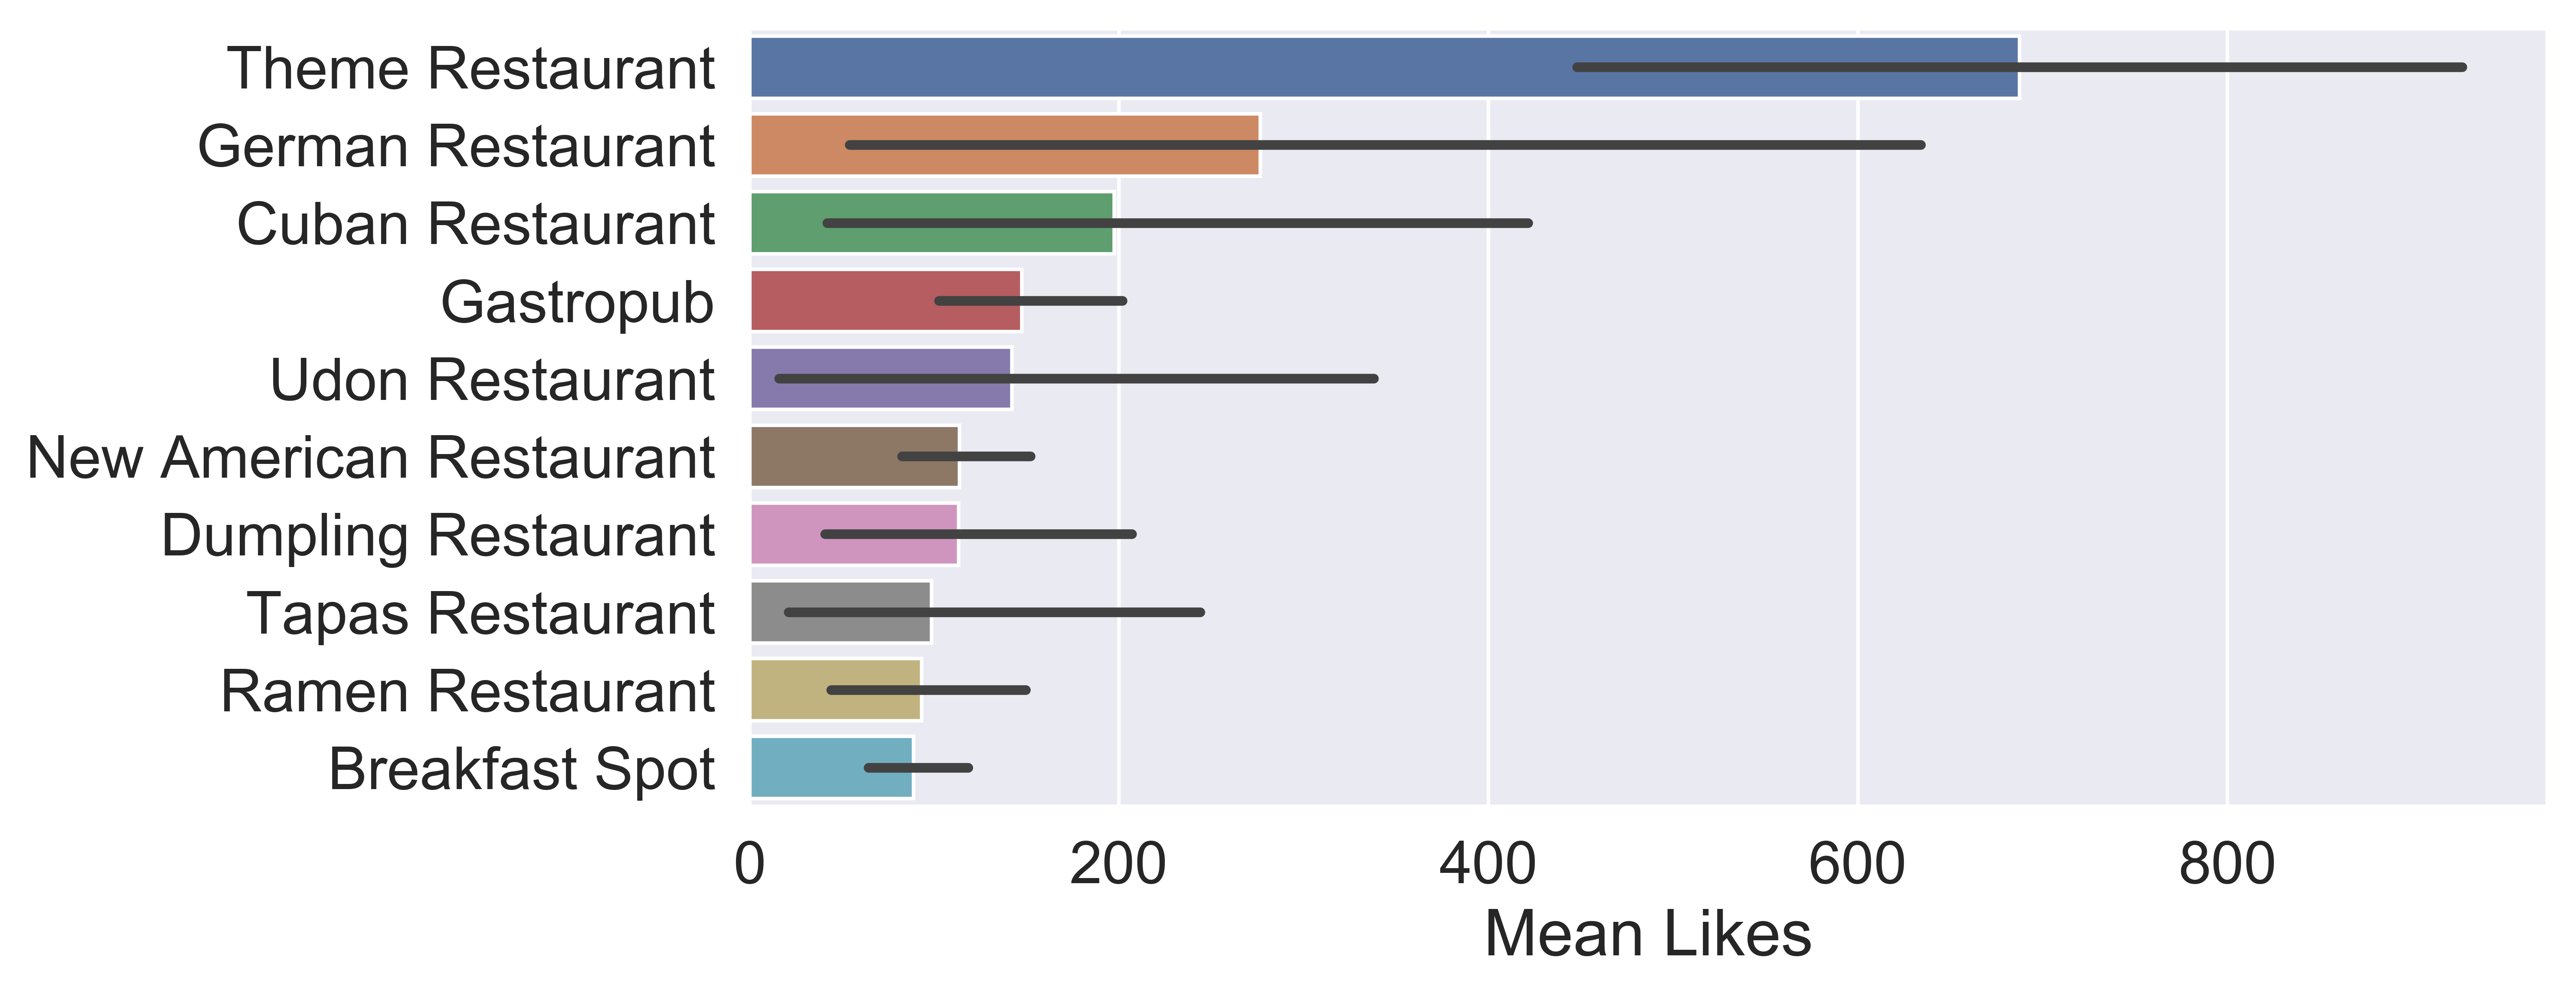 Theme Restaurant
German Restaurant
Cuban Restaurant
Gastropub
Udon Restaurant
New American Restaurant
Dumpling Restaurant
Tapas Restaurant
Ramen Restaurant
Breakfast Spot
0 200 400 600 800
Mean Likes